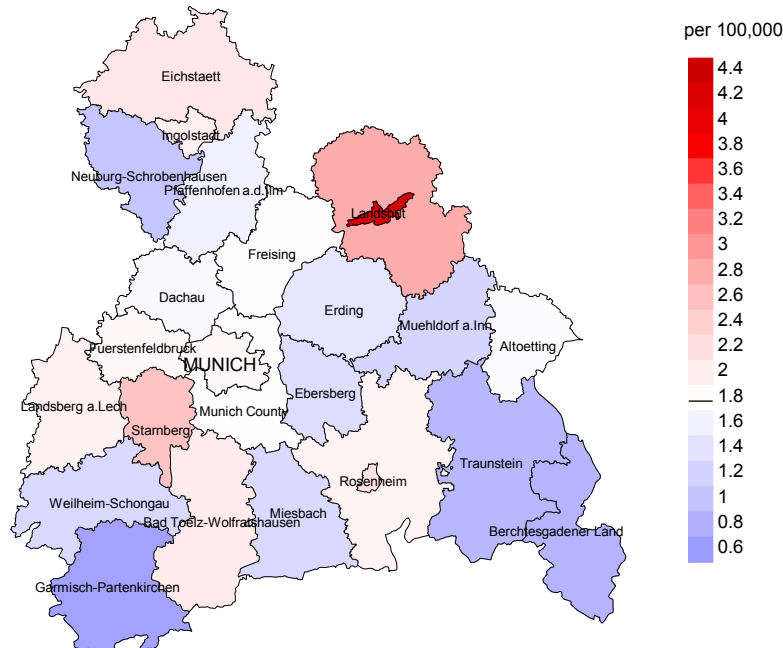 per 100,000
4.4
4.2
4
3.8
3.6
3.4
3.2
3
2.8
2.6
2.4
2.2
2
1.8
1.6
1.4
1.2
1
0.8
0.6
Eichstaett
Ingolstadt
Neuburg-Schrobenhausen
Pfaffenhofen a.d.Ilm
Landshut
Freising
Dachau
Erding
Muehldorf a.Inn
Altoetting
Fuerstenfeldbruck
MUNICH
Ebersberg
Landsberg a.Lech
Munich County
Starnberg
Traunstein
Rosenheim
Weilheim-Schongau
Miesbach
Bad Toelz-Wolfratshausen
Berchtesgadener Land
Garmisch-Partenkirchen